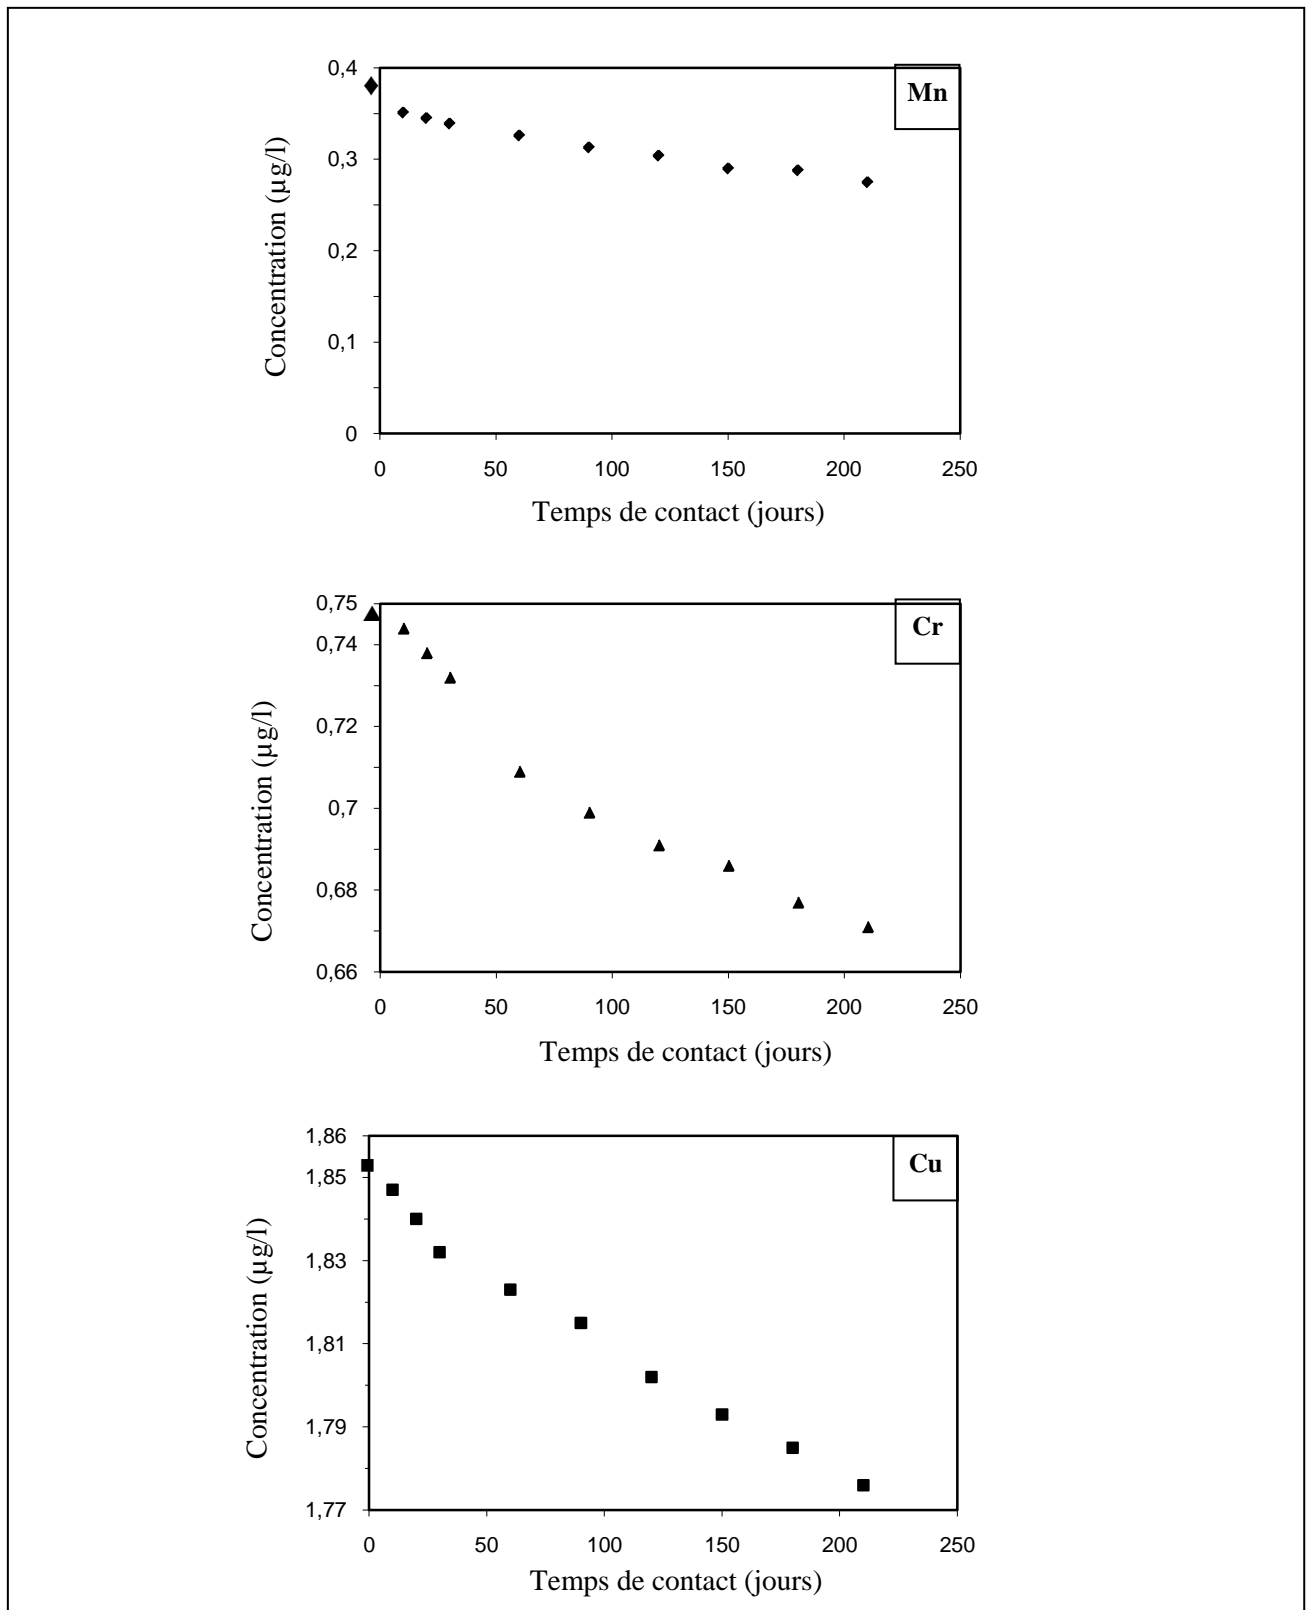 0,4
Mn
0,3
0,2
0,1
0
Concentration (µg/l)
0 50 100 150 200 250
Temps de contact (jours)
0,75
Cr
0,74
0,72
0,7
0,68
0,66
Concentration (µg/l)
0 50 100 150 200 250
Temps de contact (jours)
1,86
Cu
1,85
1,83
1,81
1,79
1,77
Concentration (µg/l)
0 50 100 150 200 250
Temps de contact (jours)